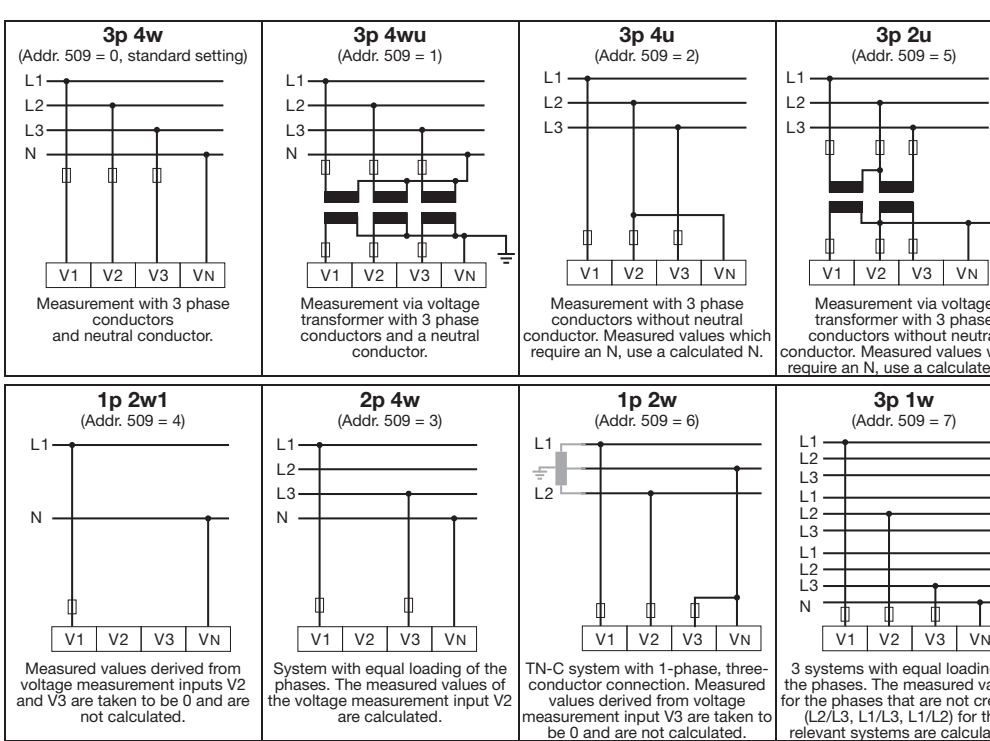 3p 4w
(Addr. 509 = 0, standard setting)
L1
L2
L3
N
V1 V2 V3 VN
Measurement with 3 phase
conductors
and neutral conductor.
3p 4wu
(Addr. 509 = 1)
L1
L2
L3
N
V1 V2 V3 VN
Measurement via voltage
transformer with 3 phase
conductors and a neutral
conductor.
3p 4u
(Addr. 509 = 2)
L1
L2
L3
V1 V2 V3 VN
Measurement with 3 phase
conductors without neutral
conductor. Measured values which
require an N, use a calculated N.
3p 2u
(Addr. 509 = 5)
L1
L2
L3
V1 V2 V3 VN
Measurement via voltage
transformer with 3 phase
conductors without neutra
conductor. Measured values
require an N, use a calculate
1p 2w1
(Addr. 509 = 4)
L1
N
V1 V2 V3 VN
Measured values derived from
voltage measurement inputs V2
and V3 are taken to be 0 and are
not calculated.
2p 4w
(Addr. 509 = 3)
L1
L2
L3
N
V1 V2 V3 VN
System with equal loading of the
phases. The measured values of
the voltage measurement input V2
are calculated.
1p 2w
(Addr. 509 = 6)
L1
L2
V1 V2 V3 VN
TN-C system with 1-phase, three-
conductor connection. Measured
values derived from voltage
measurement input V3 are taken to
be 0 and are not calculated.
3p 1w
(Addr. 509 = 7)
L1
L2
L3
L1
L2
L3
L1
L2
L3
N
V1 V2 V3 VN
3 systems with equal loadin
the phases. The measured va
for the phases that are not cre
(L2/L3, L1/L3, L1/L2) for th
relevant systems are calcula